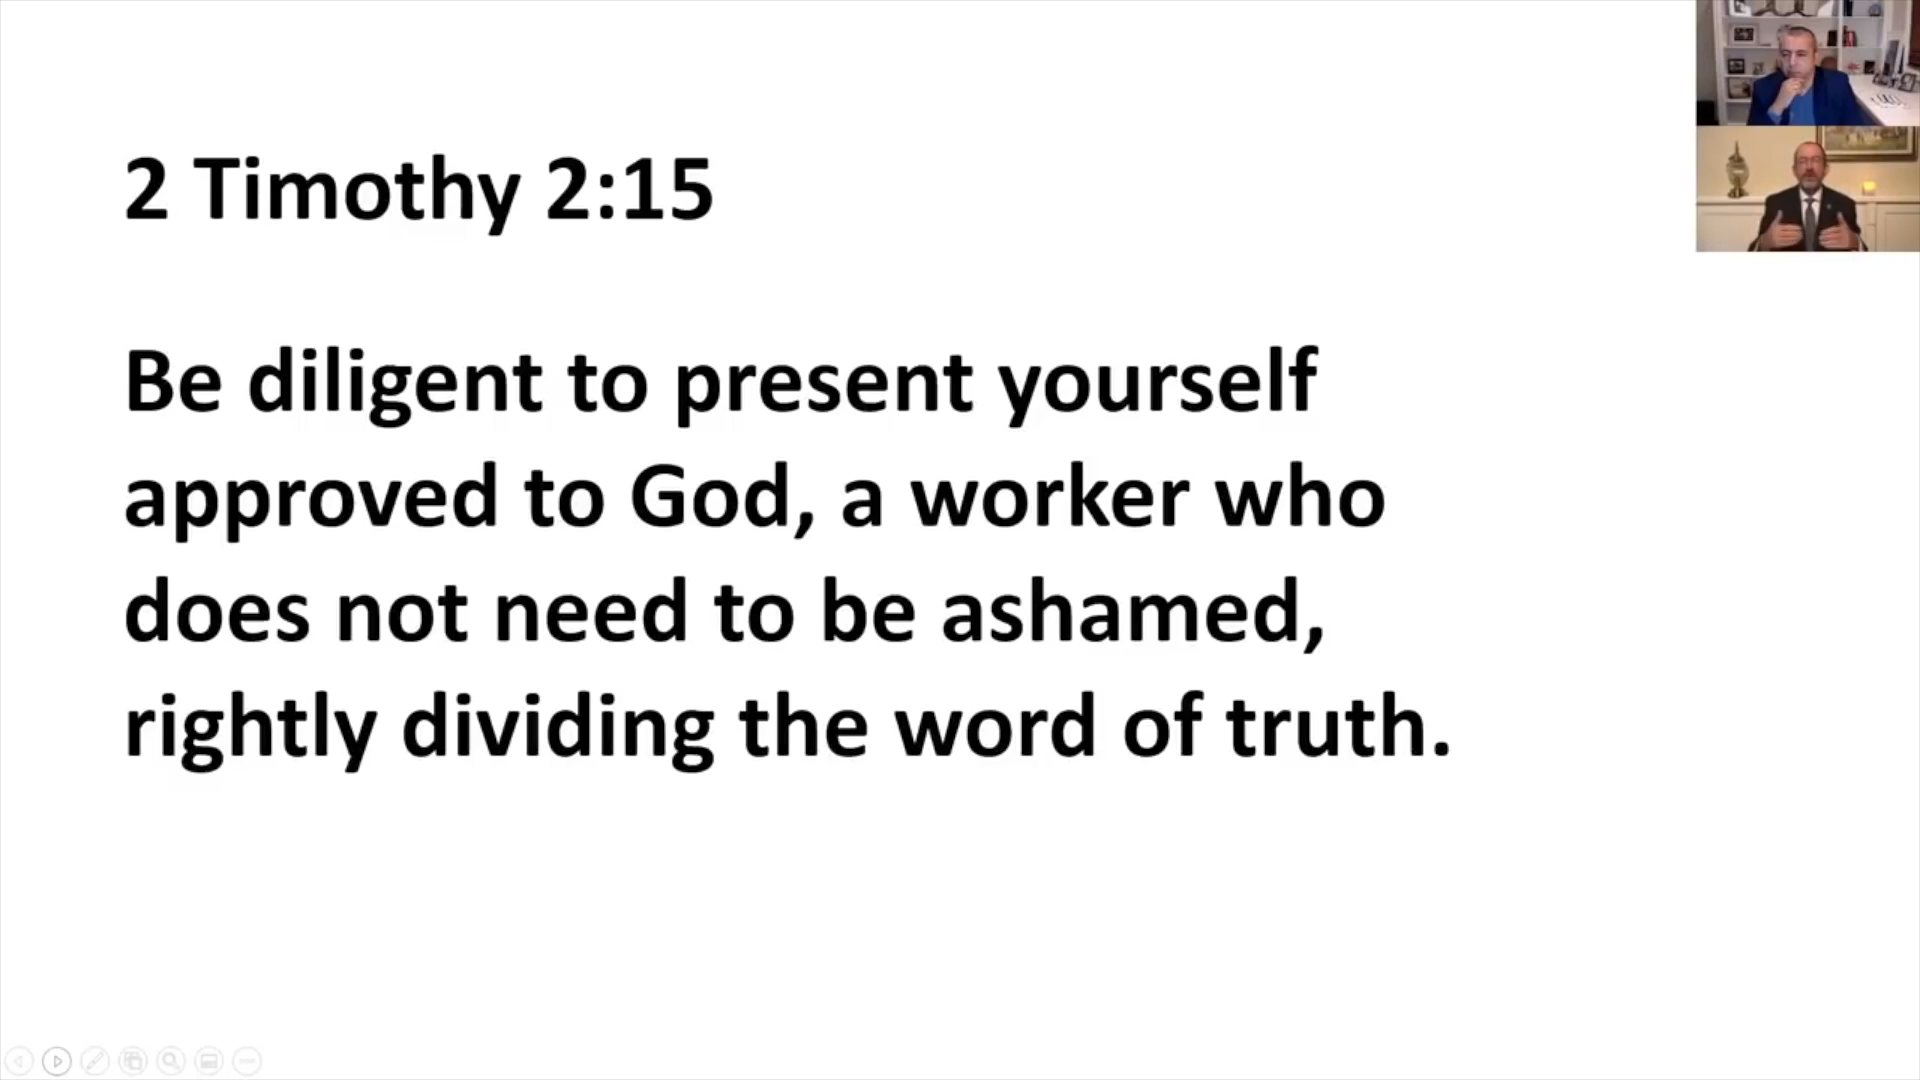 2 Timothy 2:15
Be diligent to present yourself
approved to God, a worker who
does not need to be ashamed,
rightly dividing the word of truth.